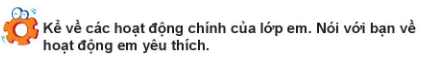 Kể về các hoạt động chính của lớp em. Nói với bạn về
hoạt động em yêu thích.